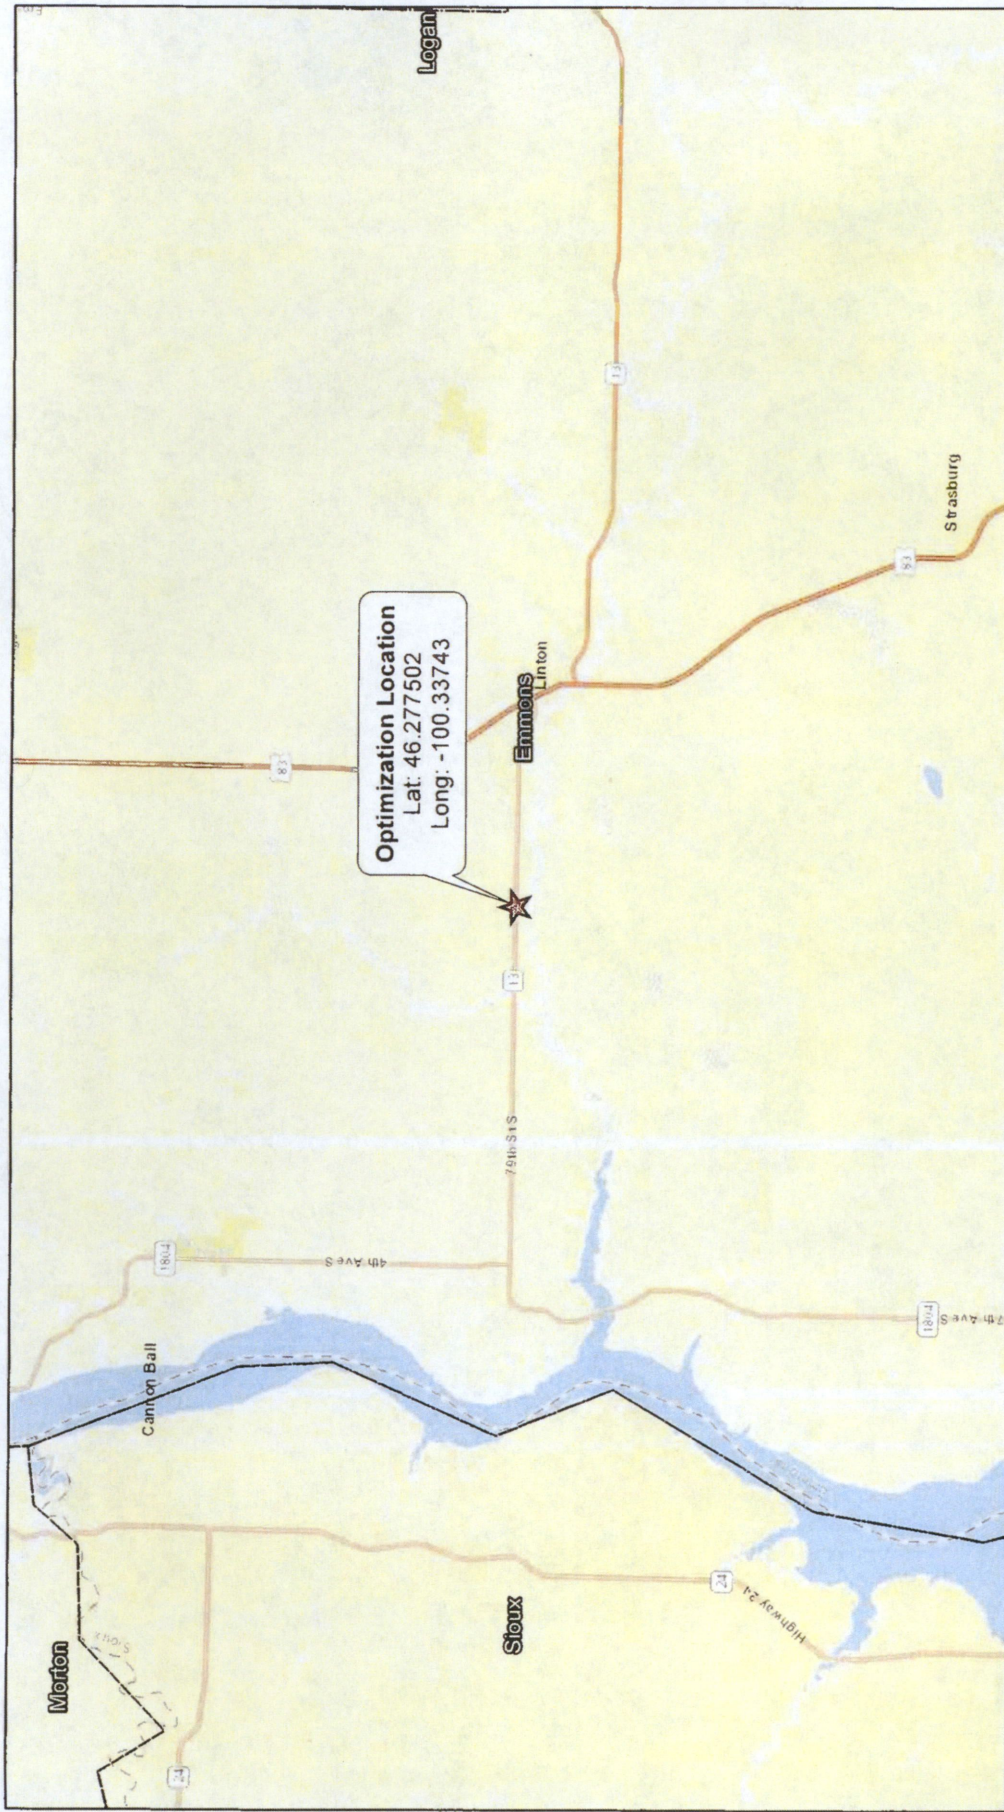 Morton
Sioux
24
Cannon Ball
1804
4th Ave S
79th St S
13
Sioux
24
Highway 24
1804
7th Ave S
Optimization Location
Lat: 46.277502
Long: -100.33743
83
Emmons
Linton
13
83
Strasburg
Logan